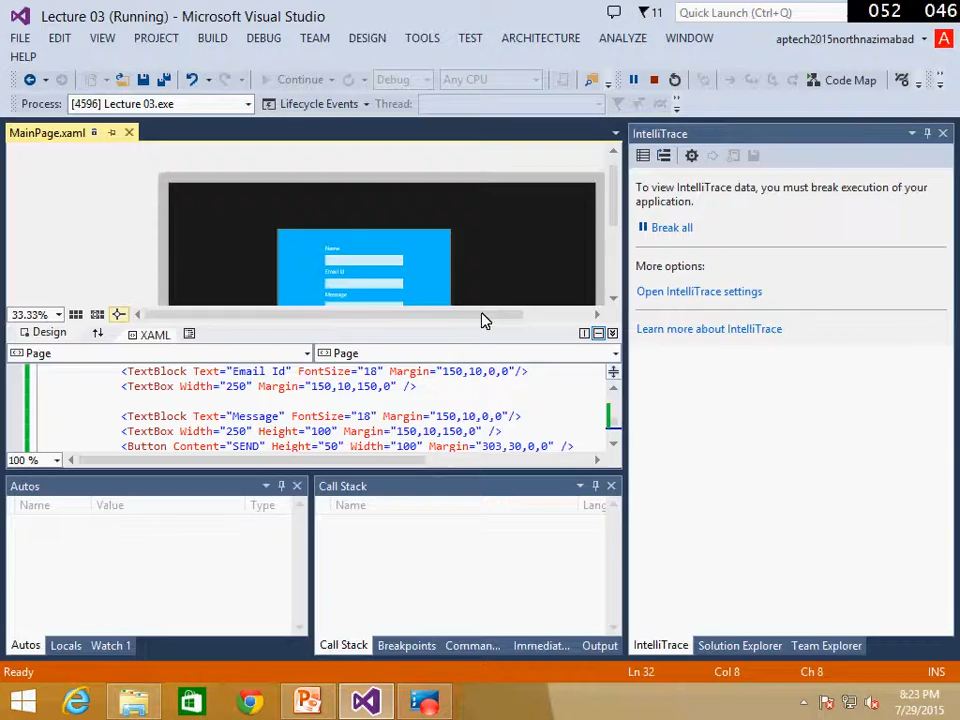 Lecture 03 (Running) - Microsoft Visual Studio
11
Quick Launch (Ctrl+Q)
052 046
FILE EDIT VIEW PROJECT BUILD DEBUG TEAM DESIGN TOOLS TEST ARCHITECTURE ANALYZE WINDOW
aptech2015northnazimabad
A
HELP
Continue
Debug
Any CPU
Code Map
Process: [4596] Lecture 03.exe
Lifecycle Events
Thread:
MainPage.xaml
Name
Email Id
Message
33.33%
Design
XAML
Page
Page
<TextBlock Text="Email Id" FontSize="18" Margin="150,10,0,0"/>
<TextBox Width="250" Margin="150,10,150,0" />
<TextBlock Text="Message" FontSize="18" Margin="150,10,0,0"/>
<TextBox Width="250" Height="100" Margin="150,10,150,0" />
<Button Content="SEND" Height="50" Width="100" Margin="303,30,0,0" />
100 %
IntelliTrace
To view IntelliTrace data, you must break execution of your
application.
Break all
More options:
Open IntelliTrace settings
Learn more about IntelliTrace
Autos
Name Value Type
Call Stack
Name Lang
Autos Locals Watch 1
Call Stack Breakpoints Comman... Immediat... Output
IntelliTrace Solution Explorer Team Explorer
Ready
Ln 32 Col 8 Ch 8 INS
8:23 PM
7/29/2015